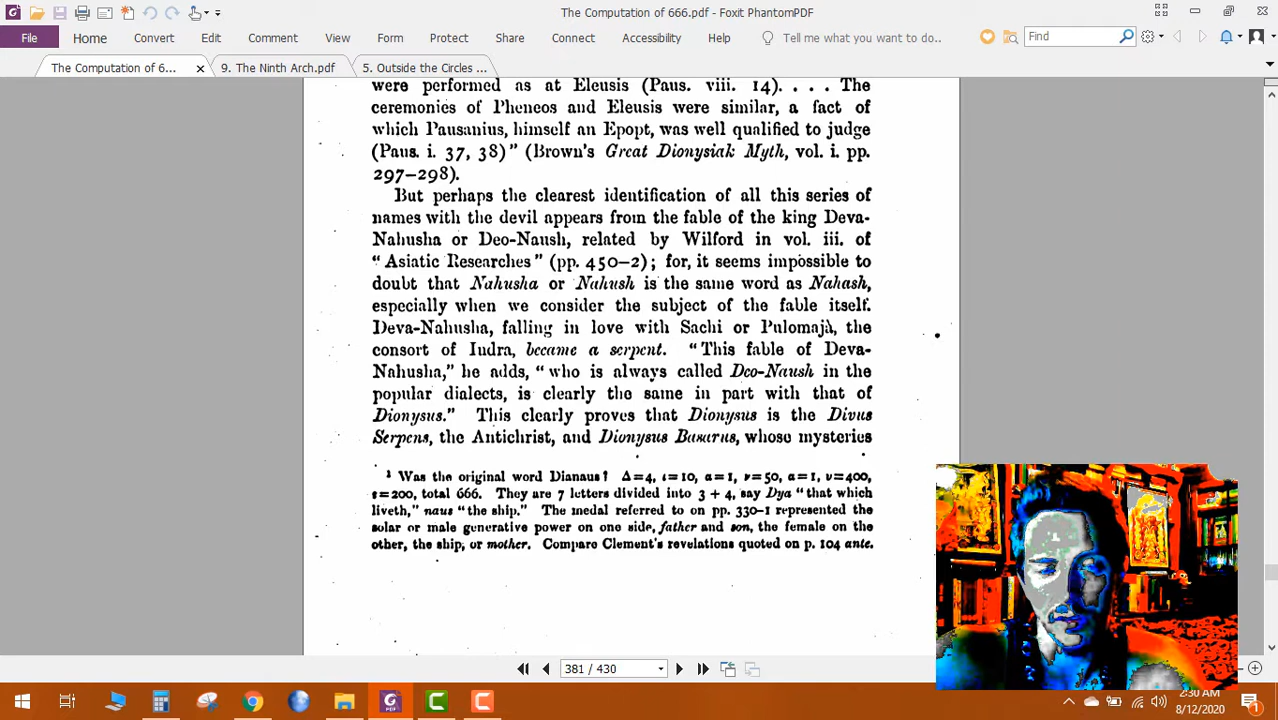 The Computation of 666.pdf - Foxit PhantomPDF
File Home Convert Edit View Comment Form Protect Share Connect Accessibility Help Tell me what you want to do.. Find
The Computation of 6... 9. The Ninth Arch.pdf 5. Outside the Circles ...
were performed as at Eleusis (Paus. viii. 14). . . . The
ceremonies of Pheneos and Eleusis were similar, a fact of
which Pausanius, himself an Epopt, was well qualified to judge
(Paus. i. 37, 38)” (Brown's Great Dionysiak Myth, vol. i. pp.
297–298).
But perhaps the clearest identification of all this series of
names with the devil appears from the fable of the king Deva-
Nahusha or Deo-Naush, related by Wilford in vol. iii. of
“Asiatic Researches” (pp. 450–2); for, it seems impossible to
doubt that Nahusha or Nahush is the same word as Nahash,
especially when we consider the subject of the fable itself.
Deva-Nahusha, falling in love with Sachi or Pulomajà, the
consort of Indra, became a serpent. “This fable of Deva-
Nahusha,” he adds, “who is always called Deo-Naush in the
popular dialects, is clearly the same in part with that of
Dionysus.” This clearly proves that Dionysus is the Divus
Serpens, the Antichrist, and Dionysus Bassarus, whose mysteries
¹ Was the original word Dianaus? Δ=4, ι=10, α=1, ν=50, α=1, υ=400,
s=200, total 666. They are 7 letters divided into 3 + 4, say Dya “that which
liveth,” naus “the ship.” The medal referred to on pp. 330–1 represented the
solar or male generative power on one side, father and son, the female on the
other, the ship, or mother. Compare Clement's revelations quoted on p. 104 ante.
381 / 430
2:30 AM
8/12/2020